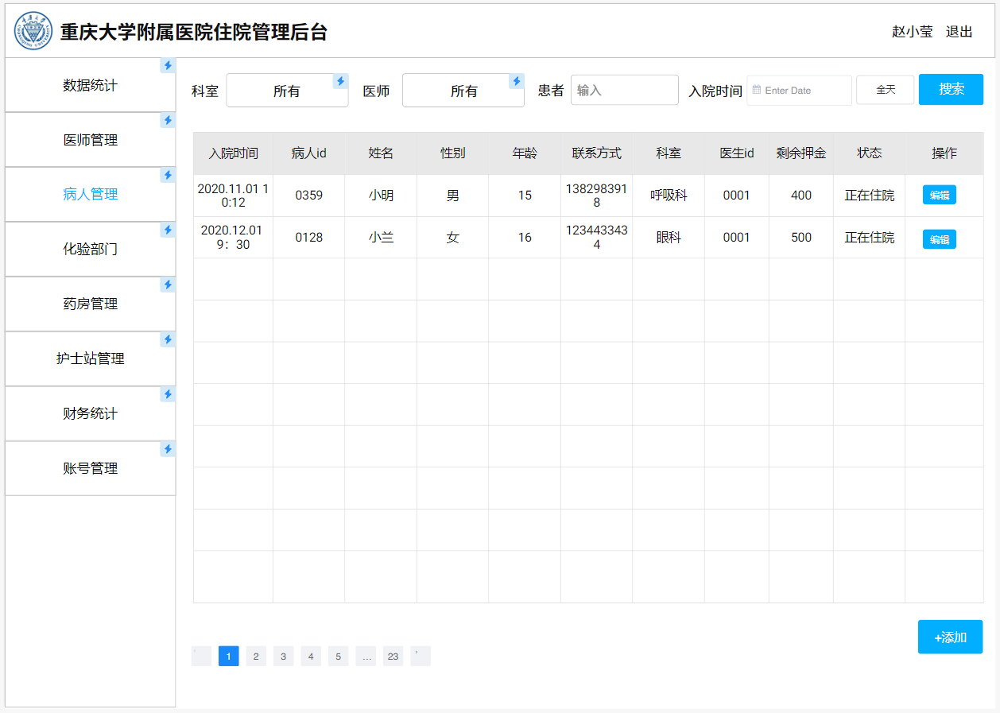 重庆大学附属医院住院管理后台
赵小莹 退出
数据统计
医师管理
病人管理
化验部门
药房管理
护士站管理
财务统计
账号管理
科室 所有 医师 所有 患者 输入 入院时间 Enter Date 全天 搜索
入院时间 病人id 姓名 性别 年龄 联系方式 科室 医生id 剩余押金 状态 操作
2020.11.01 1
0:12
0359 小明 男 15
138298391
8
呼吸科 0001 400 正在住院 编辑
2020.12.01
9：30
0128 小兰 女 16
123443343
4
眼科 0001 500 正在住院 编辑
+添加
1 2 3 4 5 ... 23